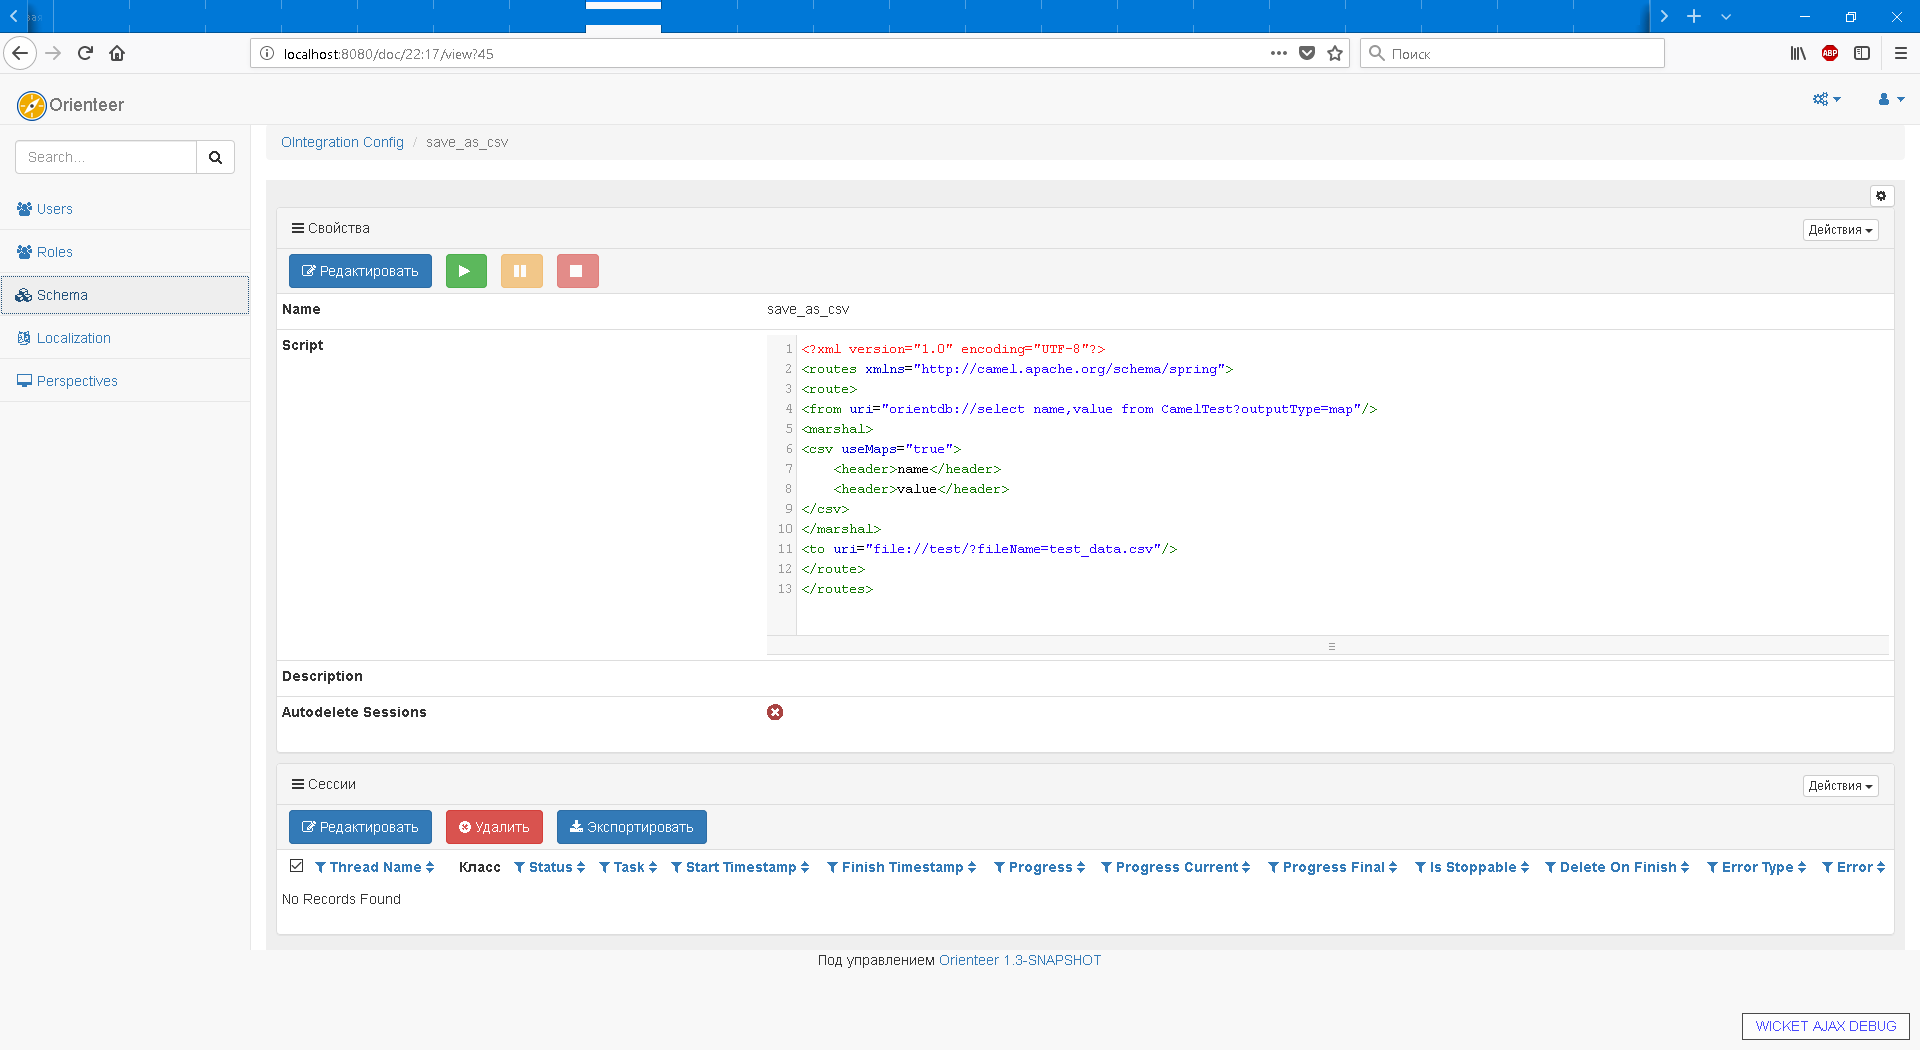 вая
localhost:8080/doc/22:17/view?45
Поиск
ABP
Orienteer
Search...
OIntegration Config / save_as_csv
Users
Roles
Schema
Localization
Perspectives
Свойства
Действия
Редактировать
Name
save_as_csv
Script
1 <?xml version="1.0" encoding="UTF-8"?>
2 <routes xmlns="http://camel.apache.org/schema/spring">
3 <route>
4 <from uri="orientdb://select name,value from CamelTest?outputType=map"/>
5 <marshal>
6 <csv useMaps="true">
7 <header>name</header>
8 <header>value</header>
9 </csv>
10 </marshal>
11 <to uri="file://test/?fileName=test_data.csv"/>
12 </route>
13 </routes>
Description
Autodelete Sessions
Сессии
Действия
Редактировать Удалить Экспортировать
Thread Name Класс Status Task Start Timestamp Finish Timestamp Progress Progress Current Progress Final Is Stoppable Delete On Finish Error Type Error
No Records Found
Под управлением Orienteer 1.3-SNAPSHOT
WICKET AJAX DEBUG